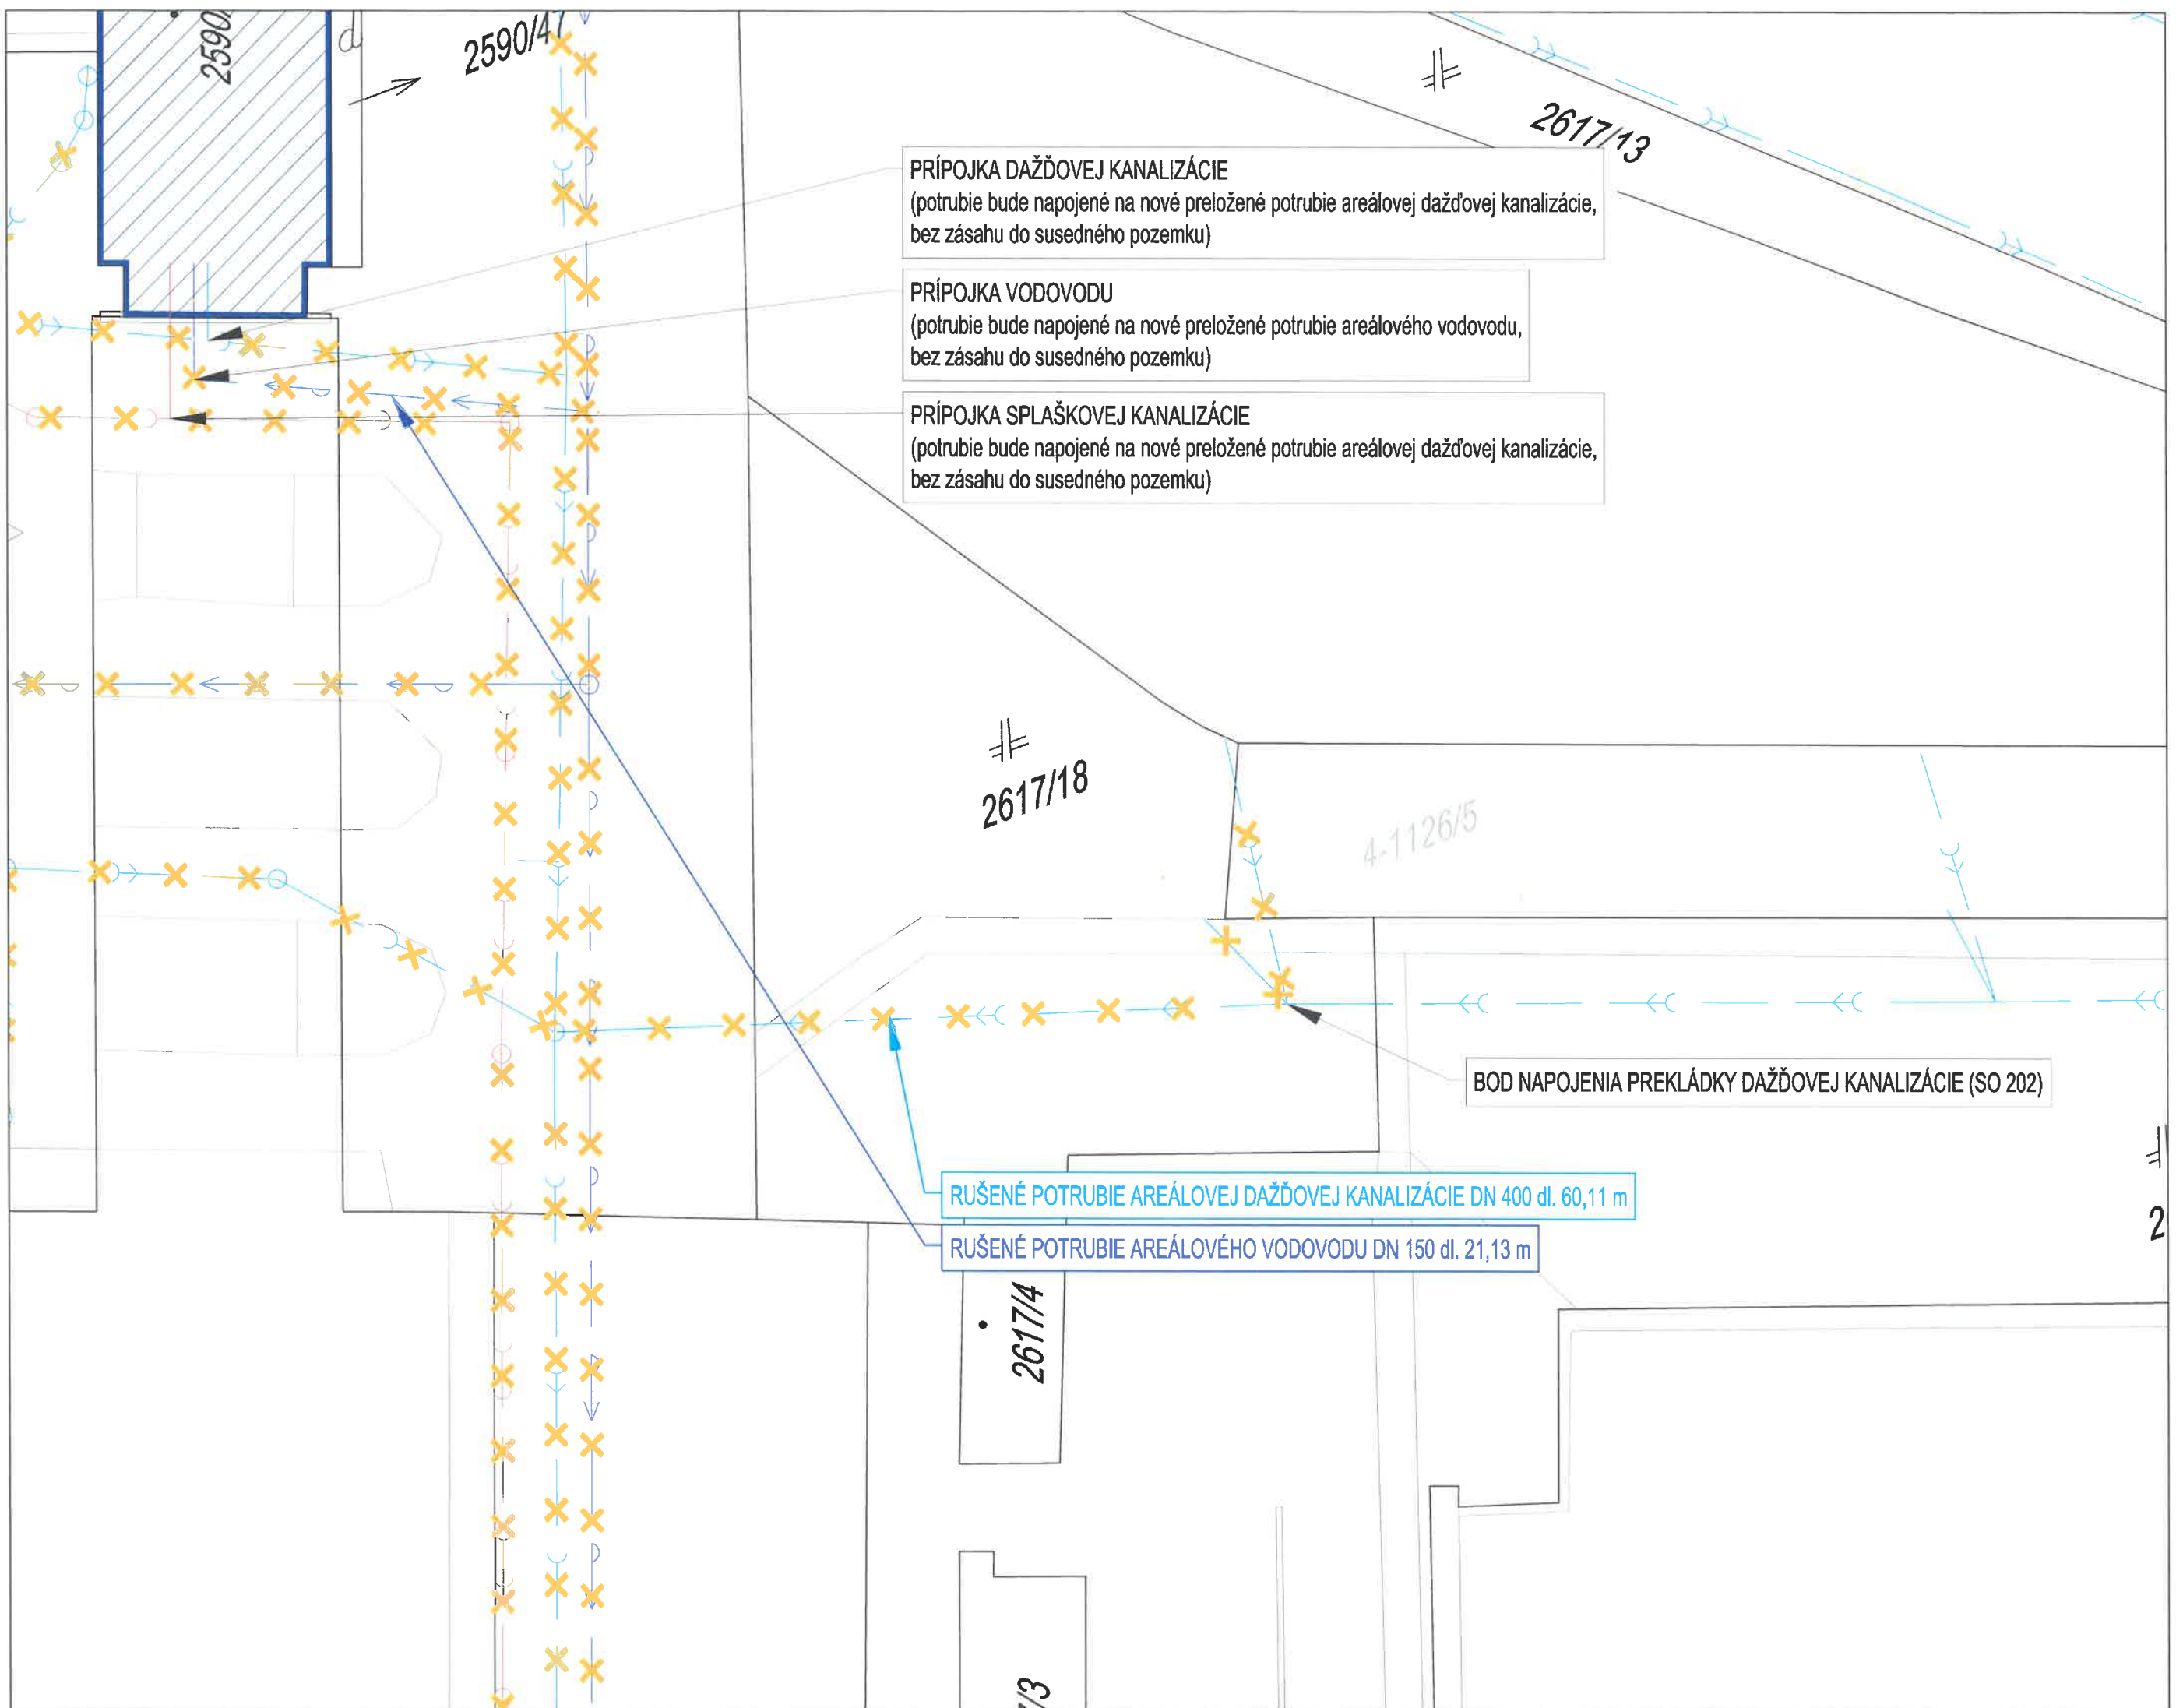 2590/
d
2590/47
2617/13
PRÍPOJKA DAŽĎOVEJ KANALIZÁCIE
(potrubie bude napojené na nové preložené potrubie areálovej dažďovej kanalizácie,
bez zásahu do susedného pozemku)
PRÍPOJKA VODOVODU
(potrubie bude napojené na nové preložené potrubie areálového vodovodu,
bez zásahu do susedného pozemku)
PRÍPOJKA SPLAŠKOVEJ KANALIZÁCIE
(potrubie bude napojené na nové preložené potrubie areálovej dažďovej kanalizácie,
bez zásahu do susedného pozemku)
2617/18
4-1126/5
BOD NAPOJENIA PREKLÁDKY DAŽĎOVEJ KANALIZÁCIE (SO 202)
RUŠENÉ POTRUBIE AREÁLOVEJ DAŽĎOVEJ KANALIZÁCIE DN 400 dl. 60,11 m
2
RUŠENÉ POTRUBIE AREÁLOVÉHO VODOVODU DN 150 dl. 21,13 m
2617/4
/3